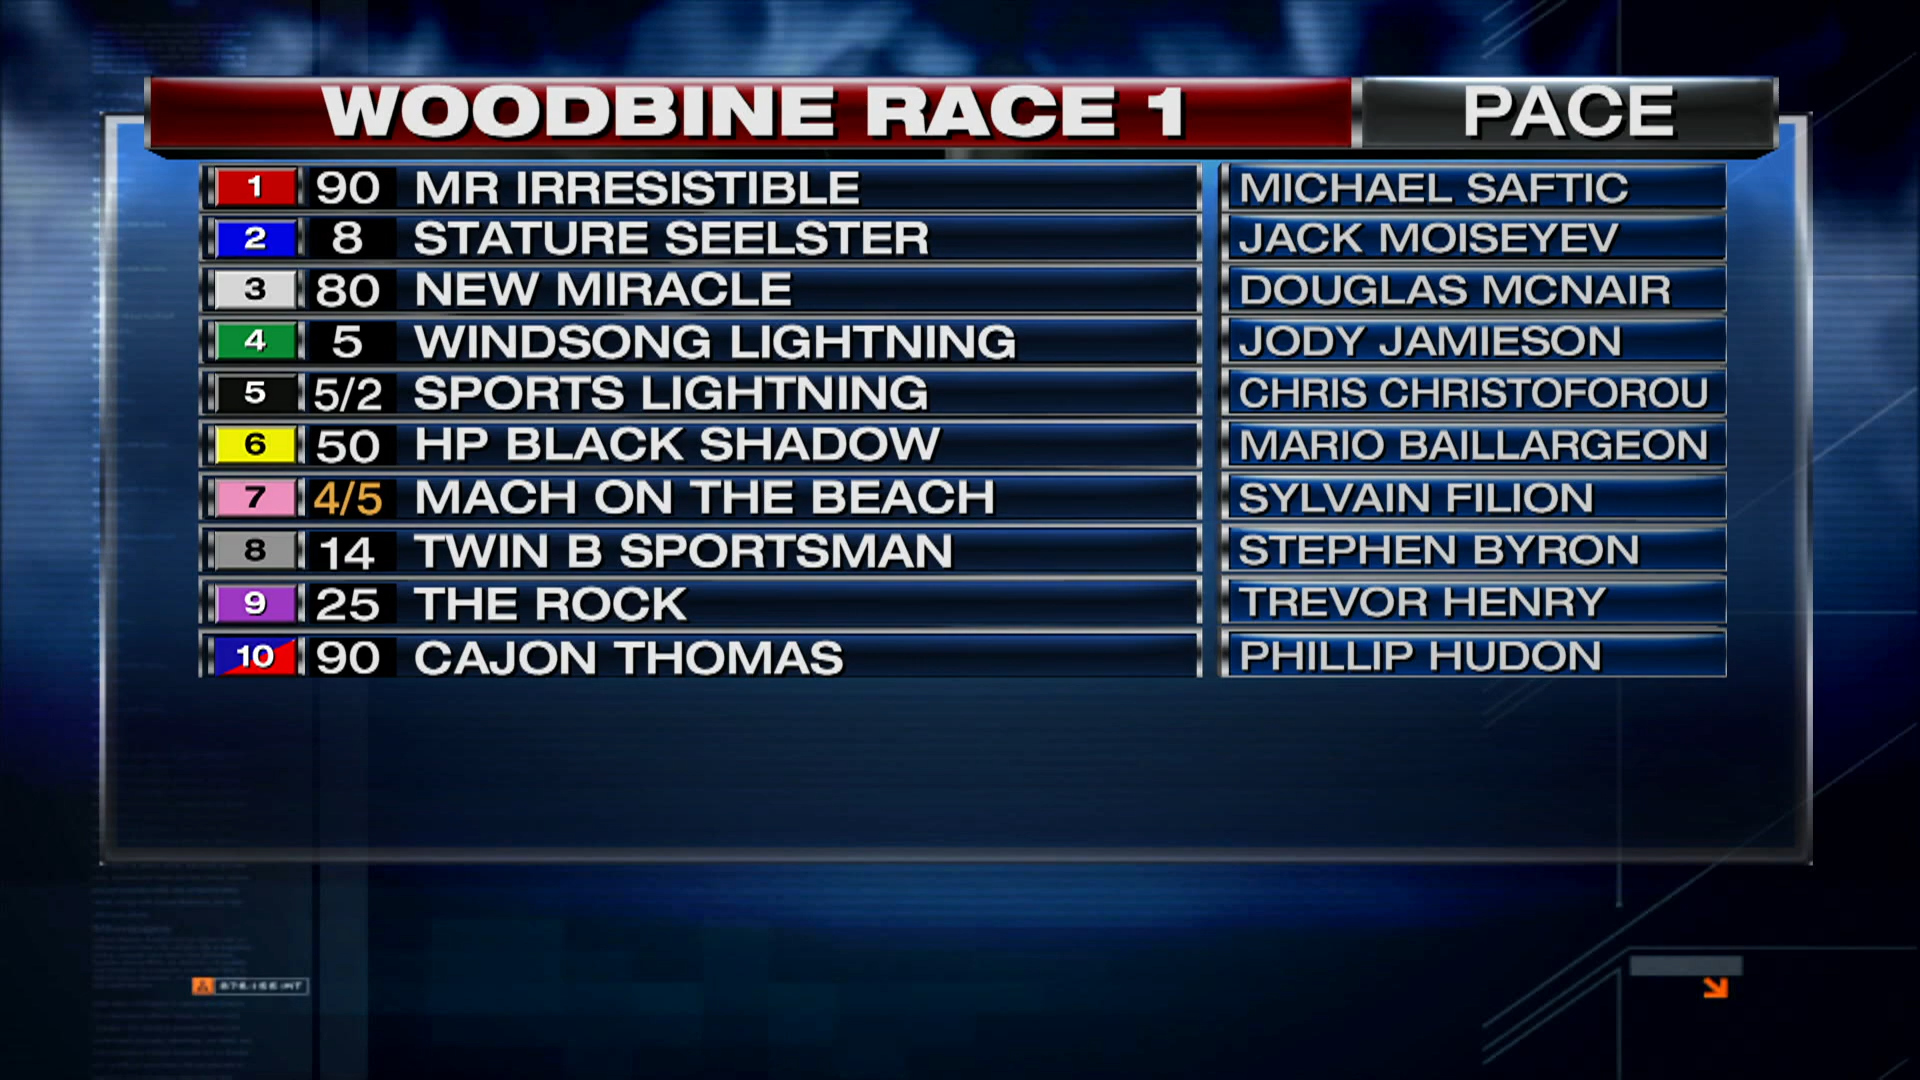 WOODBINE RACE 1 PACE
1 90 MR IRRESISTIBLE MICHAEL SAFTIC
2 8 STATURE SEELSTER JACK MOISEYEV
3 80 NEW MIRACLE DOUGLAS MCNAIR
4 5 WINDSONG LIGHTNING JODY JAMIESON
5 5/2 SPORTS LIGHTNING CHRIS CHRISTOFOROU
6 50 HP BLACK SHADOW MARIO BAILLARGEON
7 4/5 MACH ON THE BEACH SYLVAIN FILION
8 14 TWIN B SPORTSMAN STEPHEN BYRON
9 25 THE ROCK TREVOR HENRY
10 90 CAJON THOMAS PHILLIP HUDON